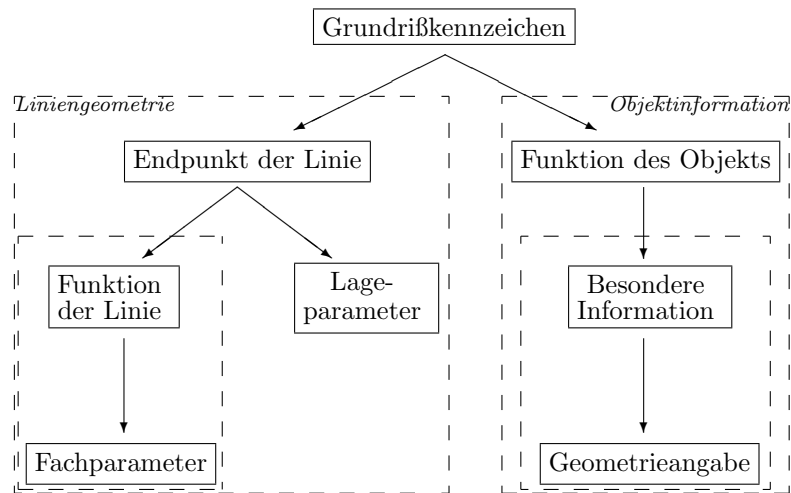 Grundrißkennzeichen
Liniengeometrie
Objektinformation
Endpunkt der Linie
Funktion des Objekts
Funktion
der Linie
Lage-
parameter
Besondere
Information
Fachparameter
Geometrieangabe